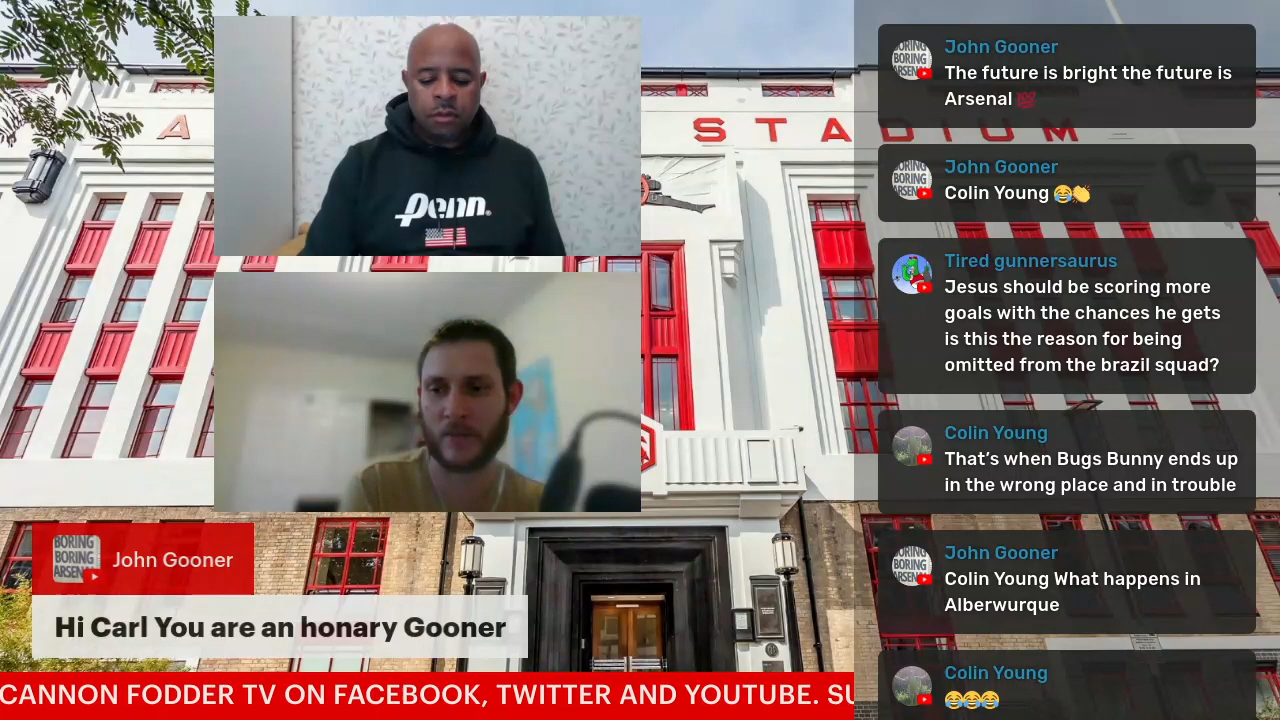 A
STADIUM
Penn.
BORING
BORING
ARSENAL
John Gooner
Hi Carl You are an honary Gooner
CANNON FODDER TV ON FACEBOOK, TWITTER AND YOUTUBE. SU
John Gooner
The future is bright the future is
Arsenal 💯
John Gooner
Colin Young 😂👏
Tired gunnersaurus
Jesus should be scoring more
goals with the chances he gets
is this the reason for being
omitted from the brazil squad?
Colin Young
That’s when Bugs Bunny ends up
in the wrong place and in trouble
John Gooner
Colin Young What happens in
Alberwurque
Colin Young
😂😂😂